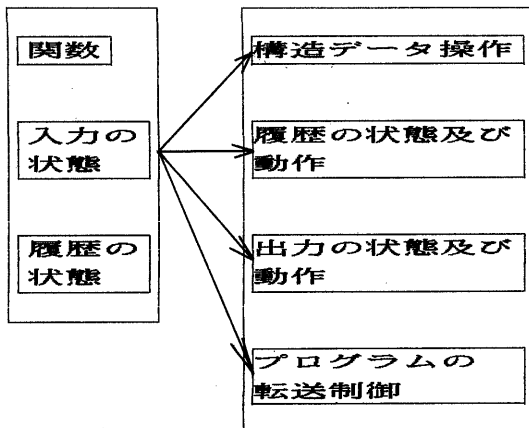 関数
入力の
状態
履歴の
状態
構造データ操作
履歴の状態及び
動作
出力の状態及び
動作
プログラムの
転送制御